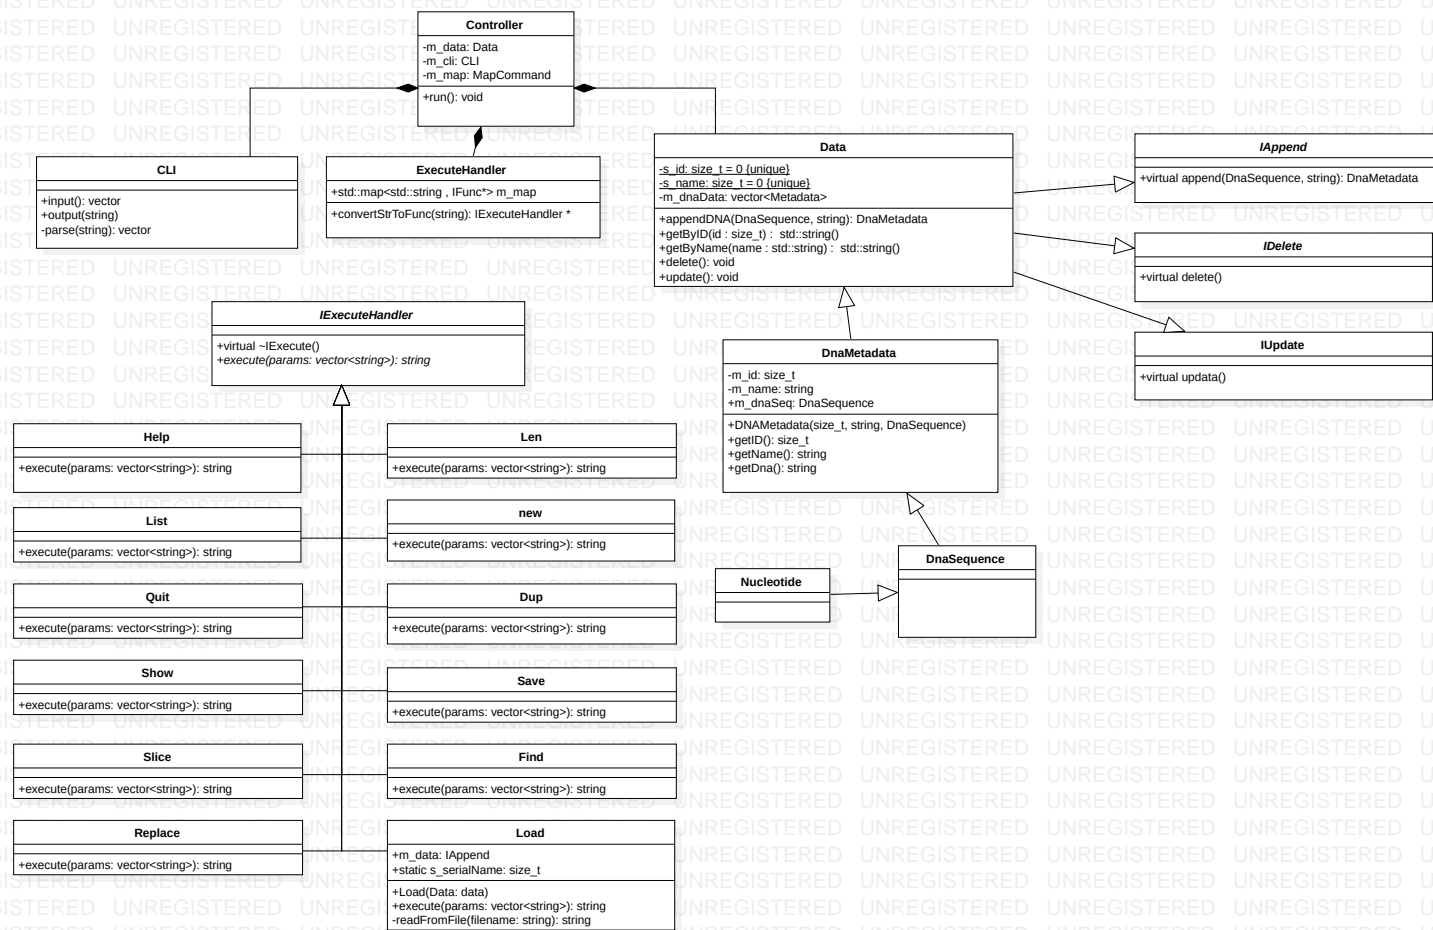 Controller
-m_data: Data
-m_cli: CLI
-m_map: MapCommand
+run(): void
CLI
+input(): vector
+output(string)
-parse(string): vector
ExecuteHandler
+std::map<std::string , IFunc*> m_map
+convertStrToFunc(string): IExecuteHandler *
Data
-s_id: size_t = 0 {unique}
-s_name: size_t = 0 {unique}
-m_dnaData: vector<Metadata>
+appendDNA(DnaSequence, string): DnaMetadata
+getByID(id : size_t) :  std::string()
+getByName(name : std::string) :  std::string()
+delete(): void
+update(): void
IAppend
+virtual append(DnaSequence, string): DnaMetadata
IDelete
+virtual delete()
IUpdate
+virtual updata()
IExecuteHandler
+virtual ~IExecute()
+execute(params: vector<string>): string
DnaMetadata
-m_id: size_t
-m_name: string
+m_dnaSeq: DnaSequence
+DNAMetadata(size_t, string, DnaSequence)
+getID(): size_t
+getName(): string
+getDna(): string
Help
+execute(params: vector<string>): string
Len
+execute(params: vector<string>): string
List
+execute(params: vector<string>): string
new
+execute(params: vector<string>): string
DnaSequence
Nucleotide
Quit
+execute(params: vector<string>): string
Dup
+execute(params: vector<string>): string
Show
+execute(params: vector<string>): string
Save
+execute(params: vector<string>): string
Slice
+execute(params: vector<string>): string
Find
+execute(params: vector<string>): string
Replace
+execute(params: vector<string>): string
Load
+m_data: IAppend
+static s_serialName: size_t
+Load(Data: data)
+execute(params: vector<string>): string
-readFromFile(filename: string): string
UNREGISTERED